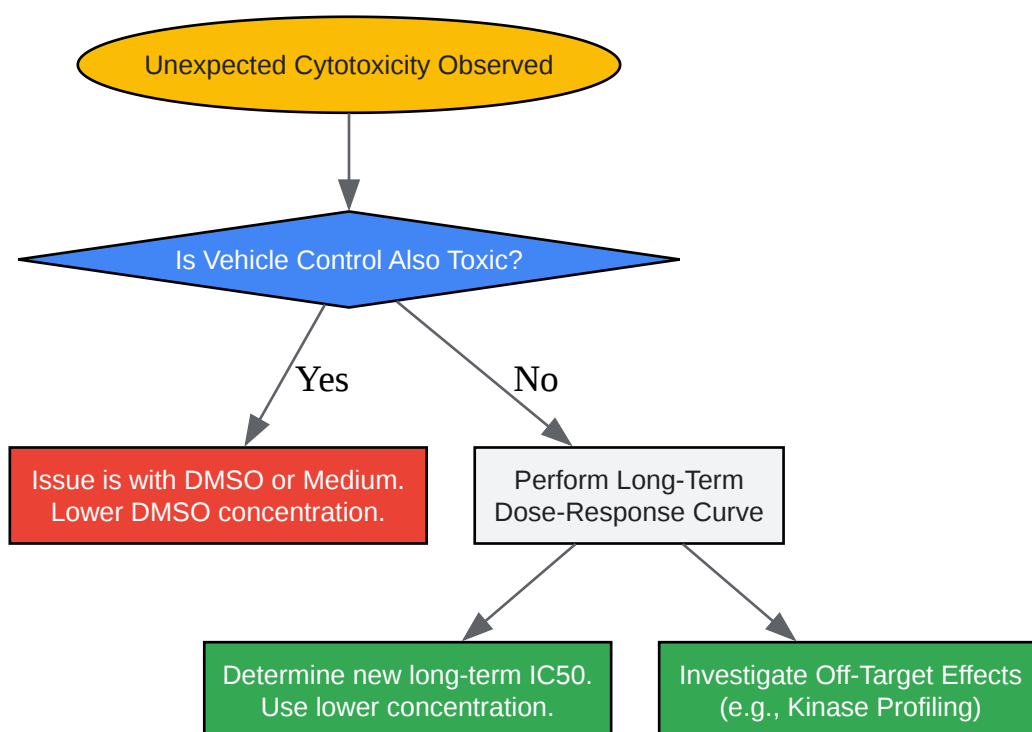 Unexpected Cytotoxicity Observed
Is Vehicle Control Also Toxic?
Yes
No
Issue is with DMSO or Medium.
Lower DMSO concentration.
Perform Long-Term
Dose-Response Curve
Determine new long-term IC50.
Use lower concentration.
Investigate Off-Target Effects
(e.g., Kinase Profiling)